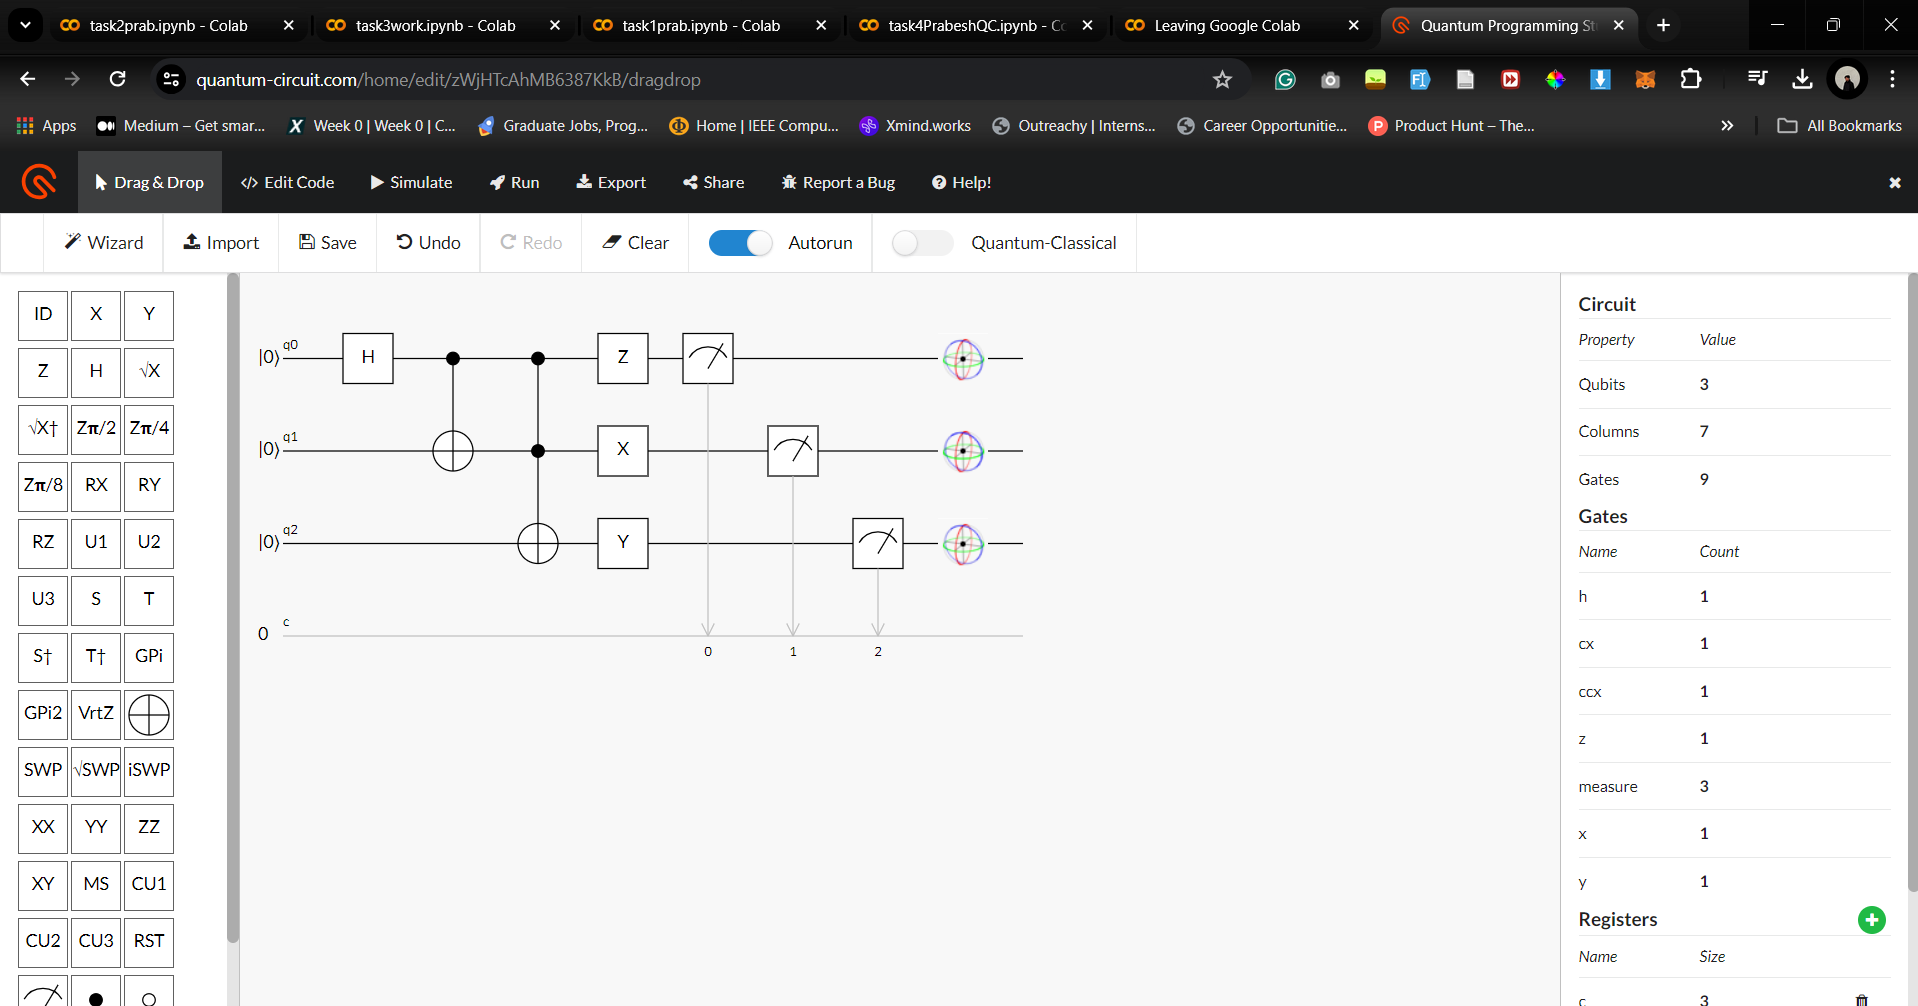 task2prab.ipynb - Colab task3work.ipynb - Colab task1prab.ipynb - Colab task4PrabeshQC.ipynb - Co Leaving Google Colab Quantum Programming St
quantum-circuit.com/home/edit/zWjHTcAhMB6387KkB/dragdrop
Apps Medium – Get smar... Week 0 | Week 0 | C... Graduate Jobs, Prog... Home | IEEE Compu... Xmind.works Outreachy | Interns... Career Opportunitie... Product Hunt – The... » All Bookmarks
Drag & Drop </> Edit Code Simulate Run Export Share Report a Bug Help!
Wizard Import Save Undo Redo Clear Autorun Quantum-Classical
ID X Y
Z H √X
√X† Zπ/2 Zπ/4
Zπ/8 RX RY
RZ U1 U2
U3 S T
S† T† GPi
GPi2 VrtZ
SWP √SWP iSWP
XX YY ZZ
XY MS CU1
CU2 CU3 RST
|0⟩ q0 H Z
|0⟩ q1 X
|0⟩ q2 Y
0 c
0 1 2
Circuit
Property Value
Qubits 3
Columns 7
Gates 9
Gates
Name Count
h 1
cx 1
ccx 1
z 1
measure 3
x 1
y 1
Registers
Name Size
c 3